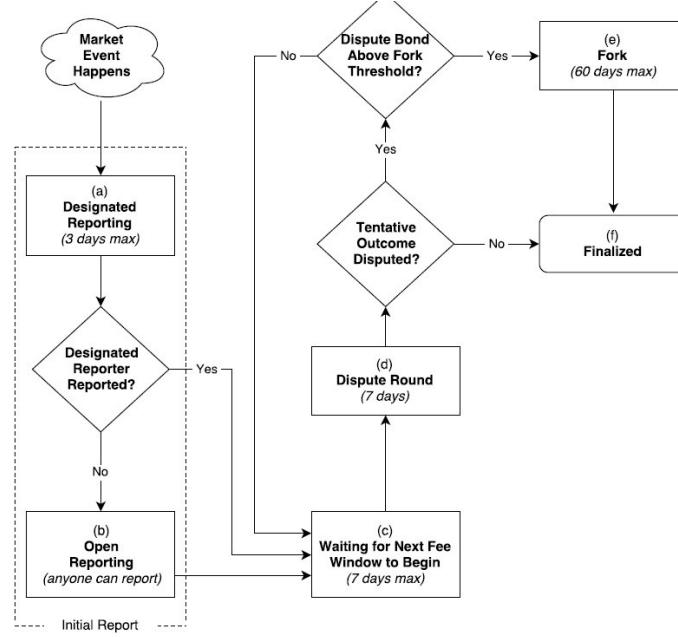 Market
Event
Happens
(a)
Designated
Reporting
(3 days max)
Designated
Reporter
Reported?
Yes
No
(b)
Open
Reporting
(anyone can report)
Initial Report
(c)
Waiting for Next Fee
Window to Begin
(7 days max)
(d)
Dispute Round
(7 days)
Tentative
Outcome
Disputed?
No
Yes
Dispute Bond
Above Fork
Threshold?
No
Yes
(e)
Fork
(60 days max)
(f)
Finalized